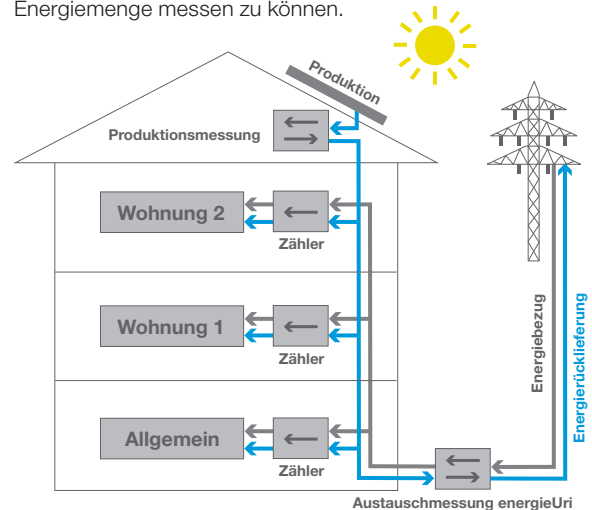 Energiemenge messen zu können.
Produktion
Produktionsmessung
Wohnung 2
Zähler
Wohnung 1
Zähler
Allgemein
Zähler
Energiebezug
Energierücklieferung
Austauschmessung energieUri